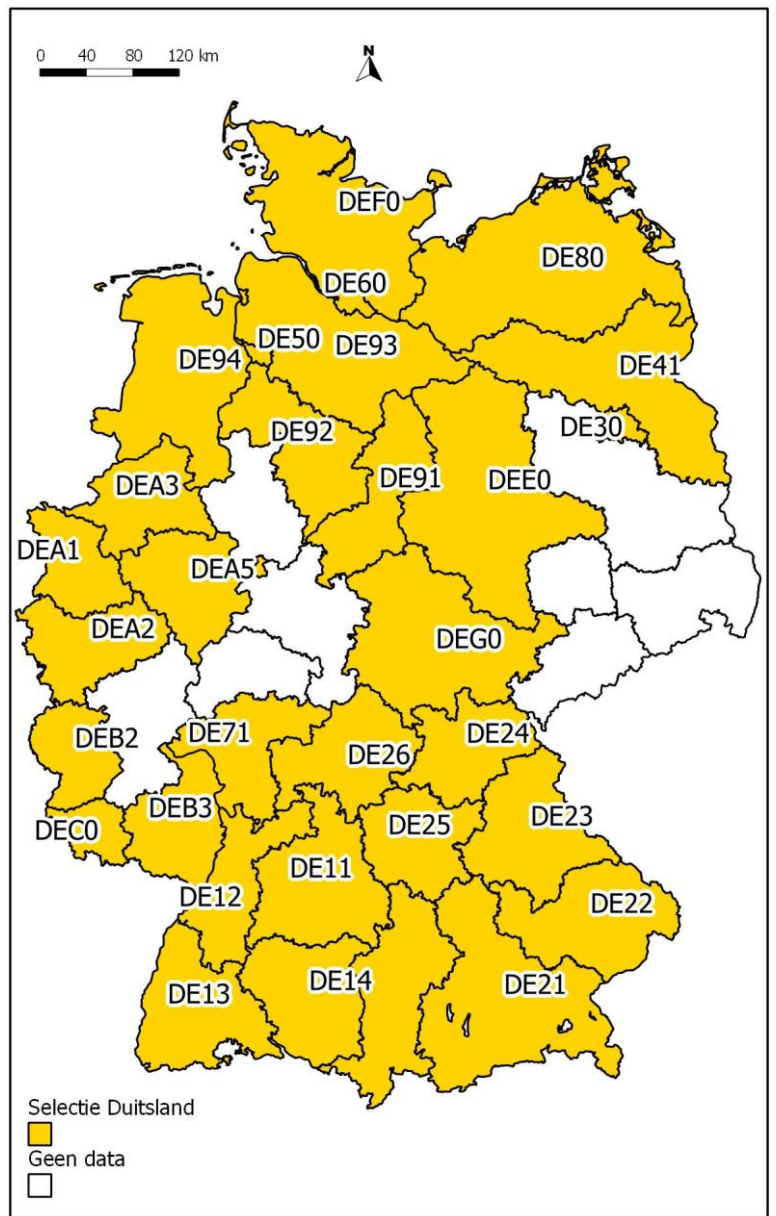 N
0 40 80 120 km
DEF0
DE80
DE60
DE50
DE93
DE94
DE41
DE92
DE30
DEA3
DE91
DEE0
DEA1
DEA5
DEA2
DEG0
DEB2
DE71
DE24
DE26
DEB3
DE25
DE23
DEC0
DE11
DE12
DE22
DE14
DE21
DE13
Selectie Duitsland
Geen data